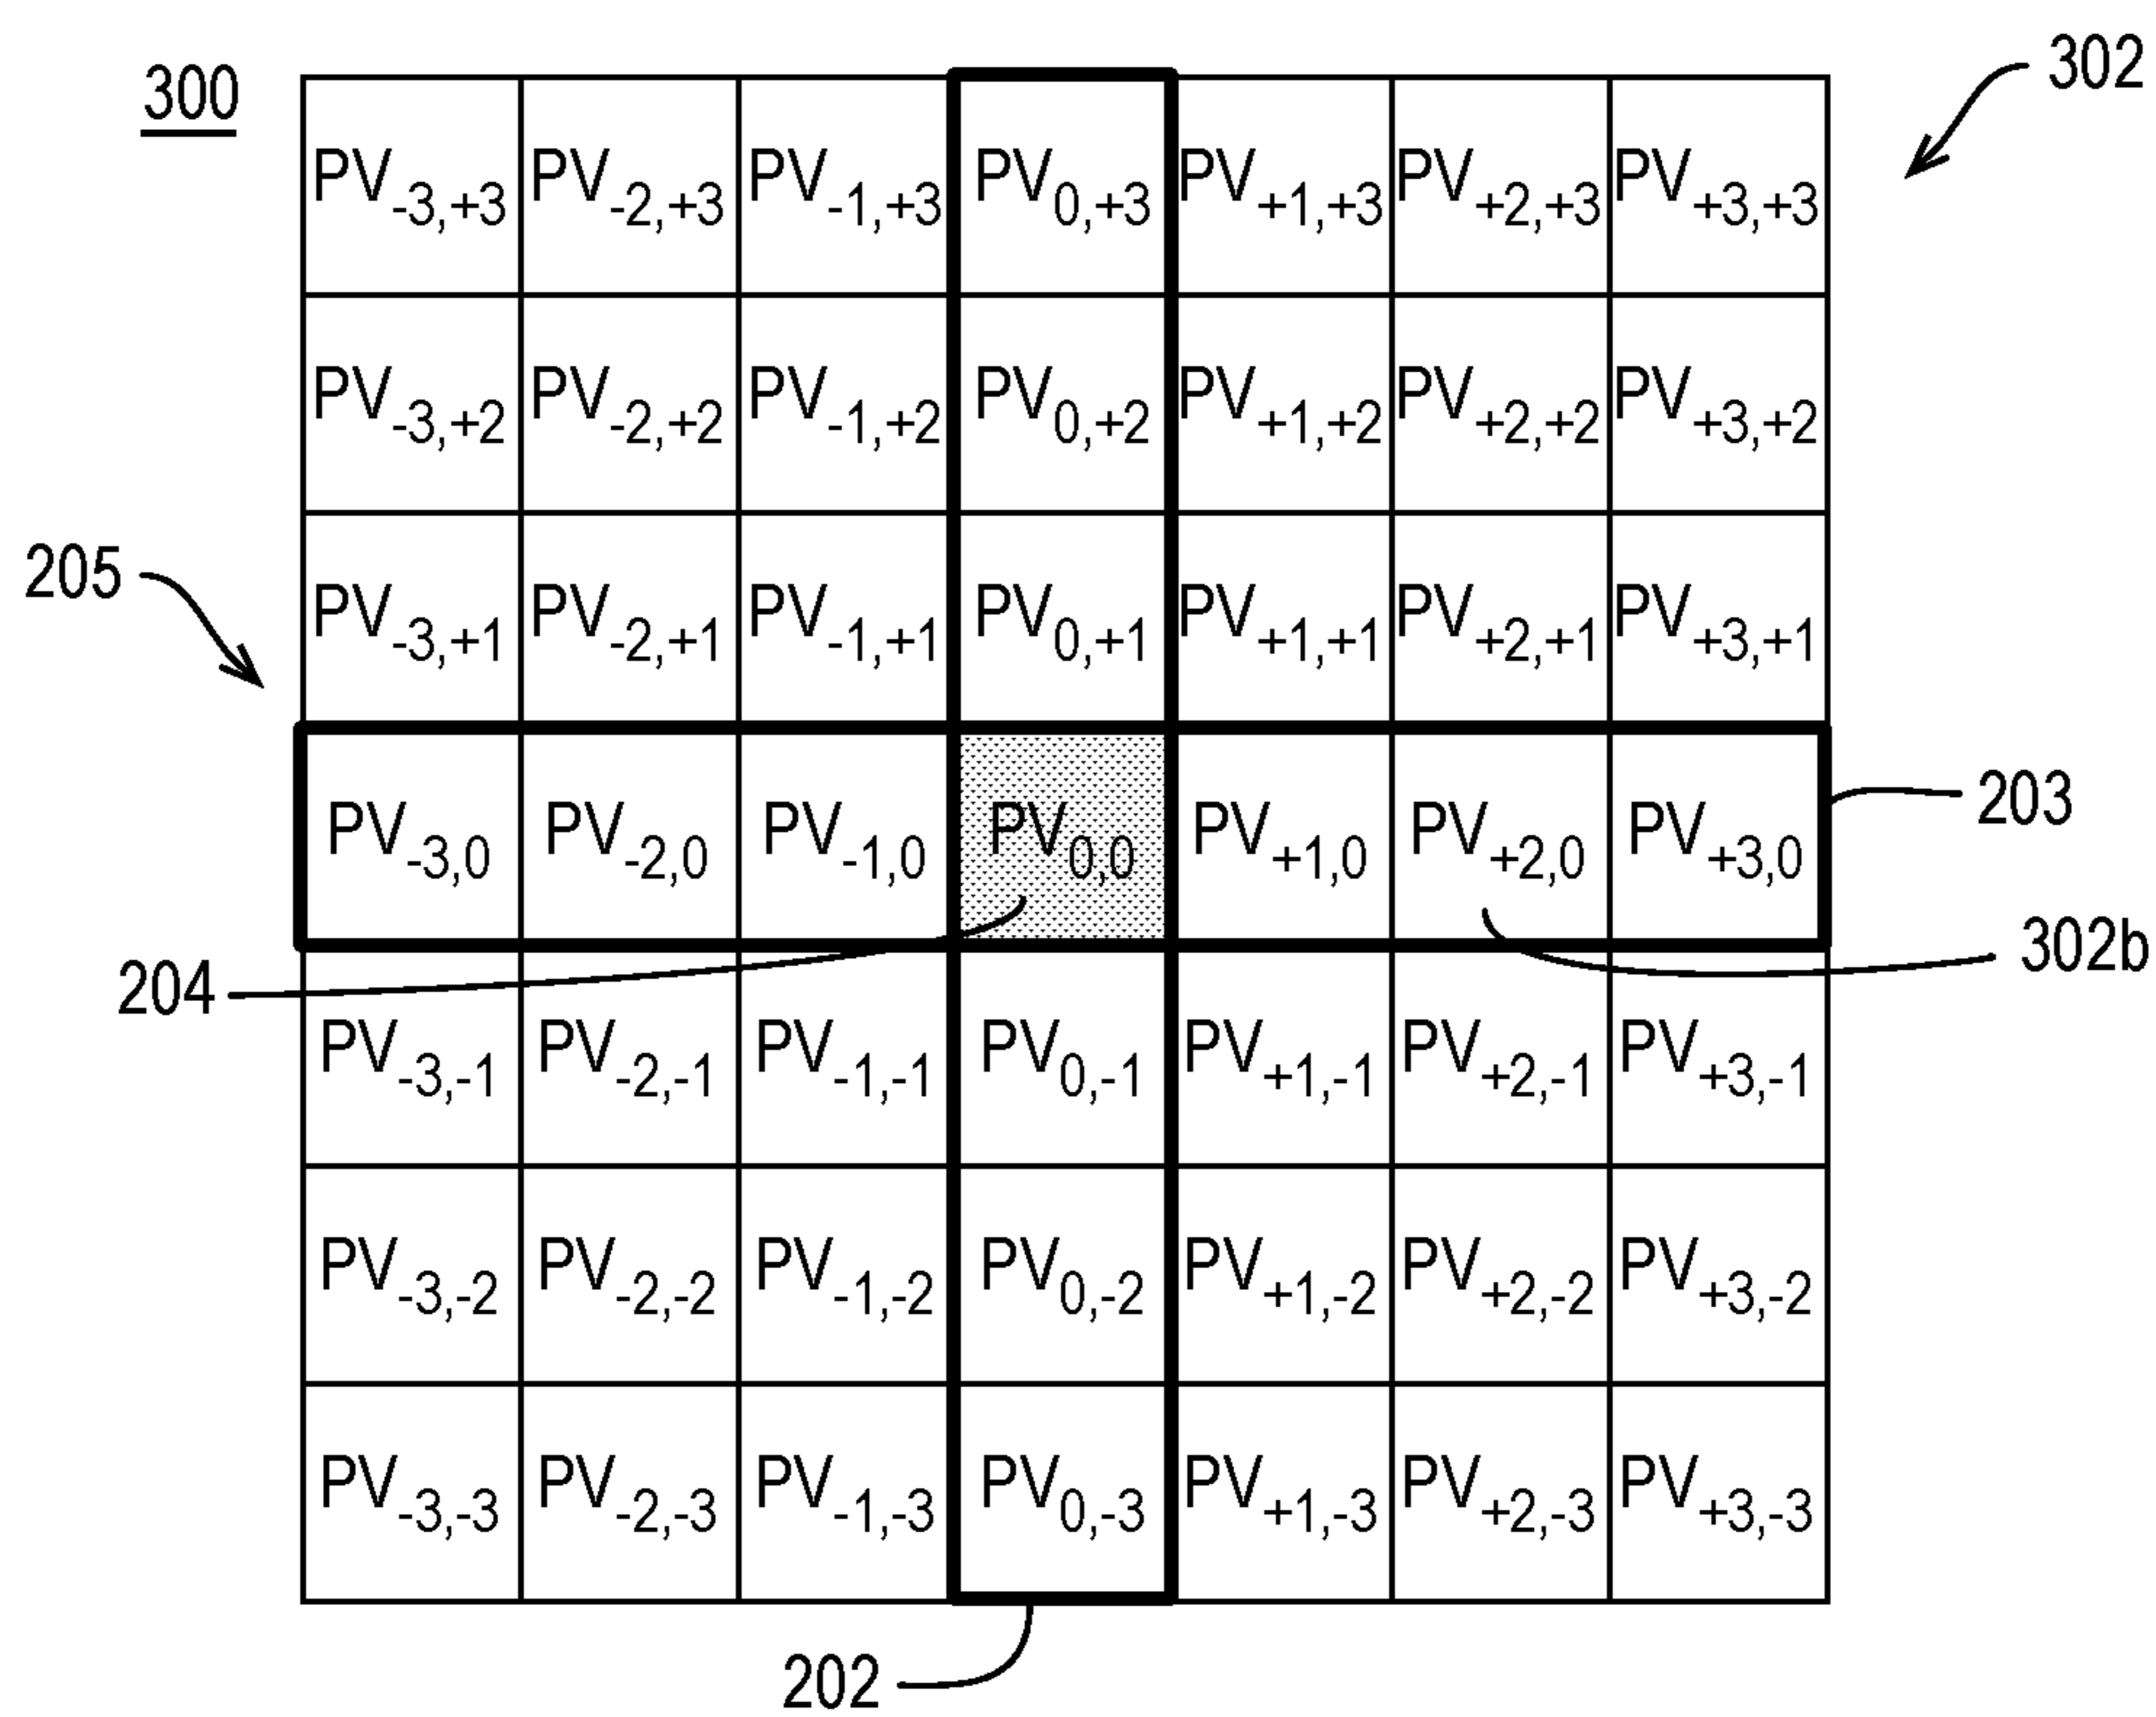 300
302
PV-3,+3 PV-2,+3 PV-1,+3 PV0,+3 PV+1,+3 PV+2,+3 PV+3,+3
PV-3,+2 PV-2,+2 PV-1,+2 PV0,+2 PV+1,+2 PV+2,+2 PV+3,+2
205
PV-3,+1 PV-2,+1 PV-1,+1 PV0,+1 PV+1,+1 PV+2,+1 PV+3,+1
PV-3,0 PV-2,0 PV-1,0 PV0,0 PV+1,0 PV+2,0 PV+3,0
203
302b
204
PV-3,-1 PV-2,-1 PV-1,-1 PV0,-1 PV+1,-1 PV+2,-1 PV+3,-1
PV-3,-2 PV-2,-2 PV-1,-2 PV0,-2 PV+1,-2 PV+2,-2 PV+3,-2
PV-3,-3 PV-2,-3 PV-1,-3 PV0,-3 PV+1,-3 PV+2,-3 PV+3,-3
202